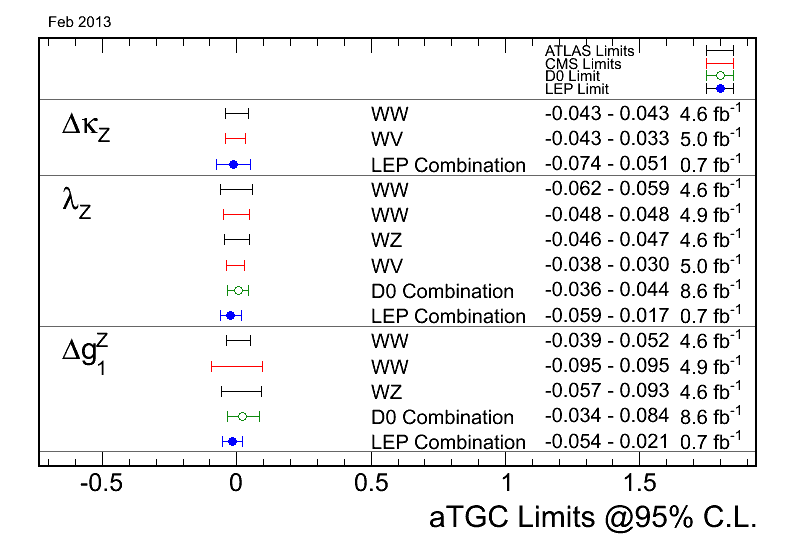 Feb 2013
ATLAS Limits
CMS Limits
D0 Limit
LEP Limit
Δκ_Z
WW -0.043 - 0.043 4.6 fb⁻¹
WV -0.043 - 0.033 5.0 fb⁻¹
LEP Combination -0.074 - 0.051 0.7 fb⁻¹
λ_Z
WW -0.062 - 0.059 4.6 fb⁻¹
WW -0.048 - 0.048 4.9 fb⁻¹
WZ -0.046 - 0.047 4.6 fb⁻¹
WV -0.038 - 0.030 5.0 fb⁻¹
D0 Combination -0.036 - 0.044 8.6 fb⁻¹
LEP Combination -0.059 - 0.017 0.7 fb⁻¹
Δg₁^Z
WW -0.039 - 0.052 4.6 fb⁻¹
WW -0.095 - 0.095 4.9 fb⁻¹
WZ -0.057 - 0.093 4.6 fb⁻¹
D0 Combination -0.034 - 0.084 8.6 fb⁻¹
LEP Combination -0.054 - 0.021 0.7 fb⁻¹
-0.5 0 0.5 1 1.5
aTGC Limits @95% C.L.